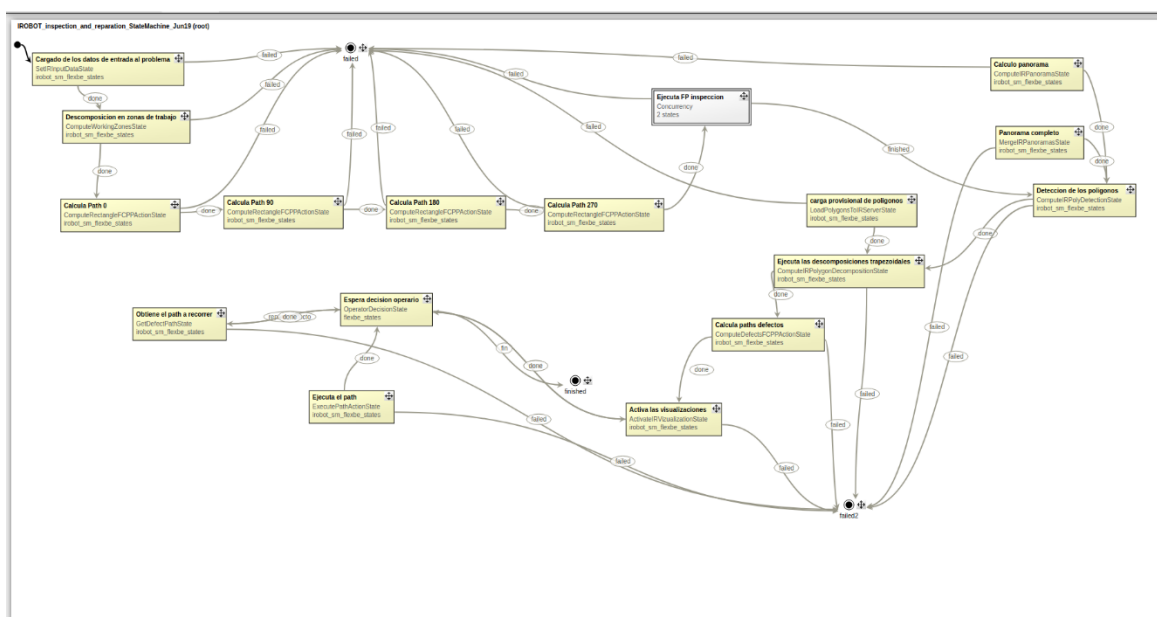 IROBOT_inspection_and_reparation_StateMachine_Jun19 (root)
Cargado de los datos de entrada al problema
SetIRInputDataState
irobot_sm_flexbe_states
failed
failed
done
Descomposicion en zonas de trabajo
ComputeWorkingZonesState
irobot_sm_flexbe_states
failed
done
Calcula Path 0
ComputeRectangleFCPPActionState
irobot_sm_flexbe_states
failed
done
Calcula Path 90
ComputeRectangleFCPPActionState
irobot_sm_flexbe_states
failed
done
Calcula Path 180
ComputeRectangleFCPPActionState
irobot_sm_flexbe_states
failed
done
Calcula Path 270
ComputeRectangleFCPPActionState
irobot_sm_flexbe_states
failed
done
Ejecuta FP inspeccion
Concurrency
2 states
failed
finished
Calculo panorama
ComputeIRPanoramaState
irobot_sm_flexbe_states
failed
done
Panorama completo
MergeIRPanoramasState
irobot_sm_flexbe_states
done
failed
Deteccion de los poligonos
ComputeIRPolyDetectionState
irobot_sm_flexbe_states
done
failed
carga provisional de poligonos
LoadPolygonsToIRServerState
irobot_sm_flexbe_states
failed
done
Ejecuta las descomposiciones trapezoidales
ComputeIRPolygonDecompositionState
irobot_sm_flexbe_states
done
failed
Calcula paths defectos
ComputeDefectsFCPPActionState
irobot_sm_flexbe_states
done
failed
Activa las visualizaciones
ActivateIRVizualizationState
irobot_sm_flexbe_states
done
failed
Espera decision operario
OperatorDecisionState
flexbe_states
fin
finished
Obtiene el path a recorrer
GetDefectPathState
irobot_sm_flexbe_states
done
failed
Ejecuta el path
ExecutePathActionState
irobot_sm_flexbe_states
done
failed
failed2